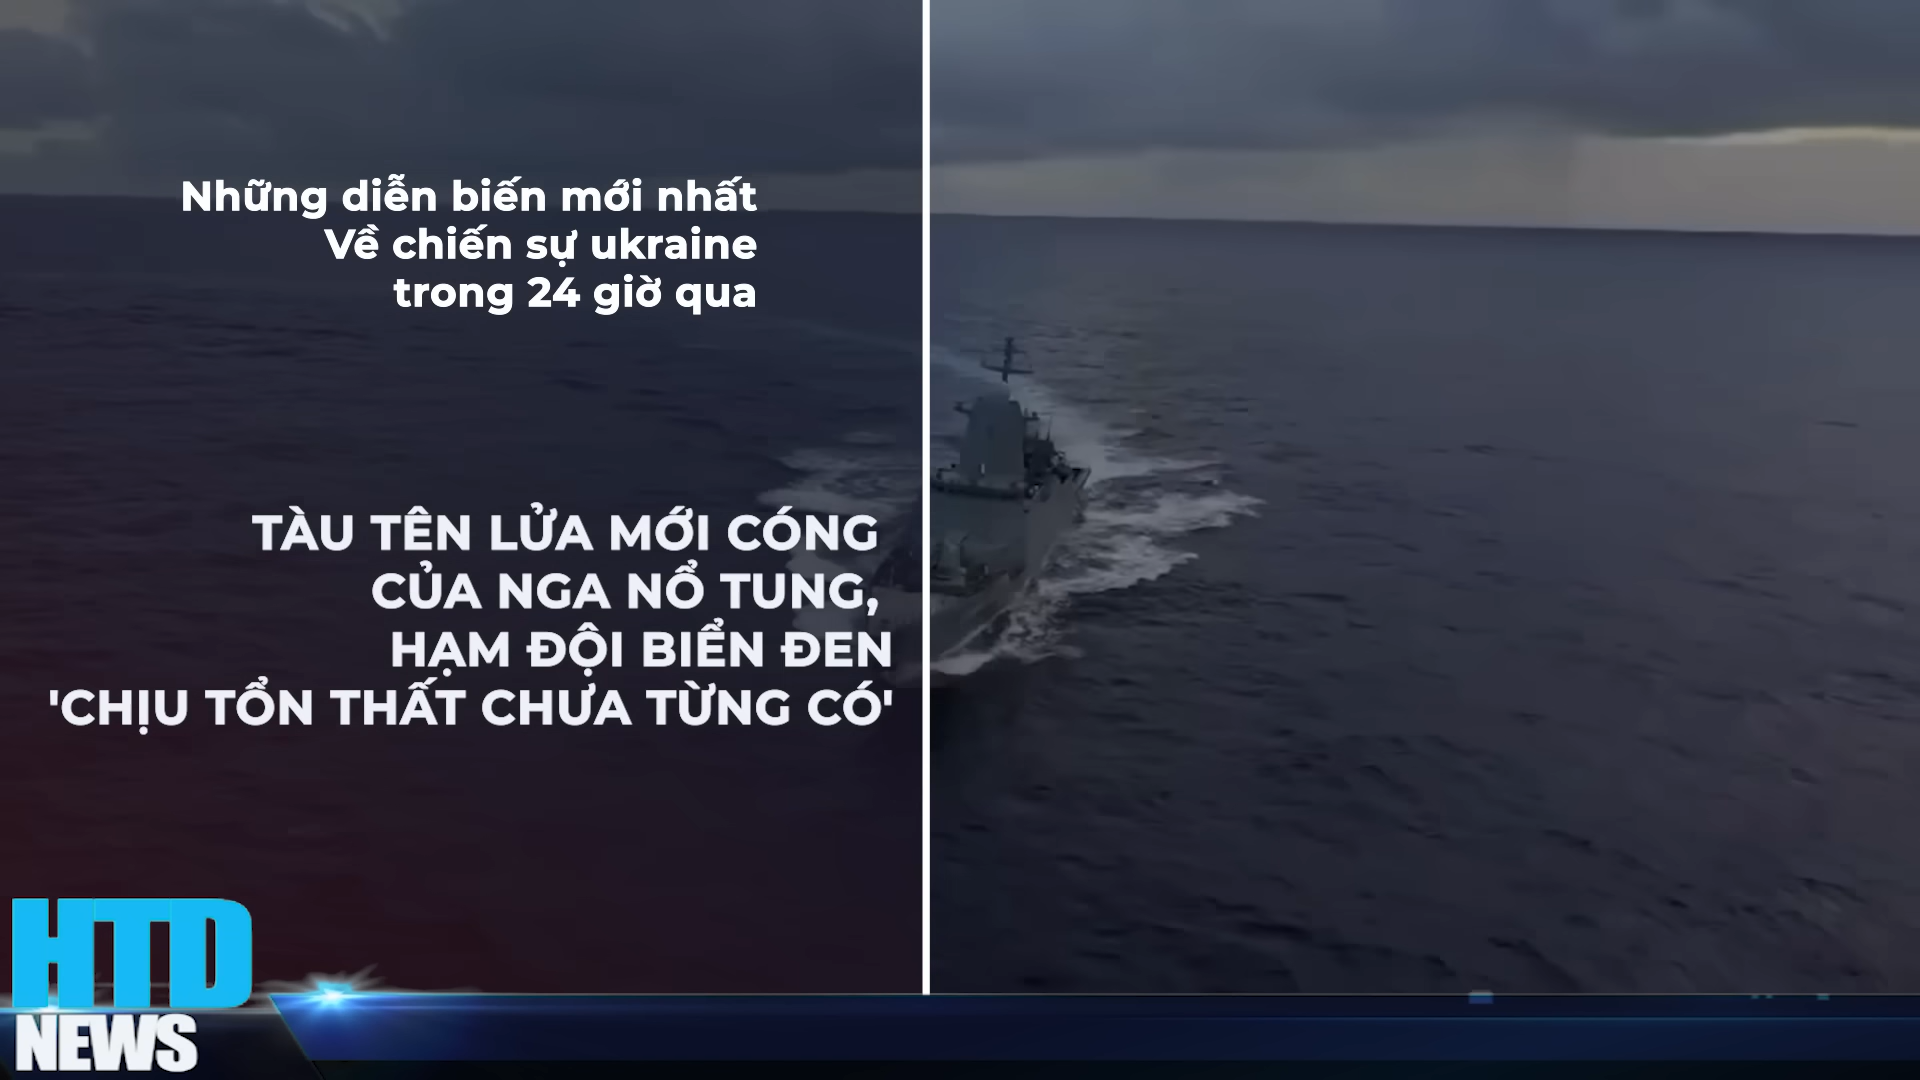 Những diễn biến mới nhất
Về chiến sự ukraine
trong 24 giờ qua
TÀU TÊN LỬA MỚI CÓNG
CỦA NGA NỔ TUNG,
HẠM ĐỘI BIỂN ĐEN
'CHỊU TỔN THẤT CHƯA TỪNG CÓ'
HTD
NEWS